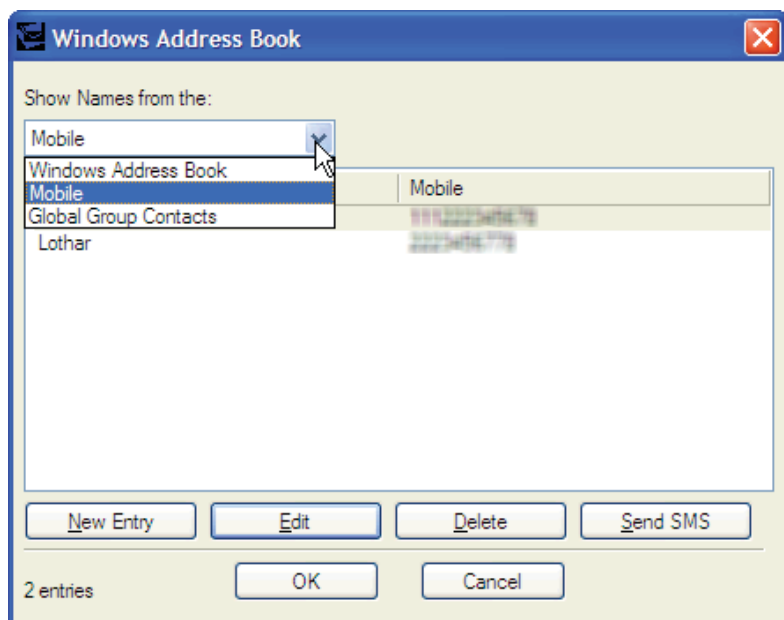 Windows Address Book
Show Names from the:
Mobile
Windows Address Book
Mobile
Mobile
Global Group Contacts
Lothar
New Entry Edit Delete Send SMS
2 entries OK Cancel